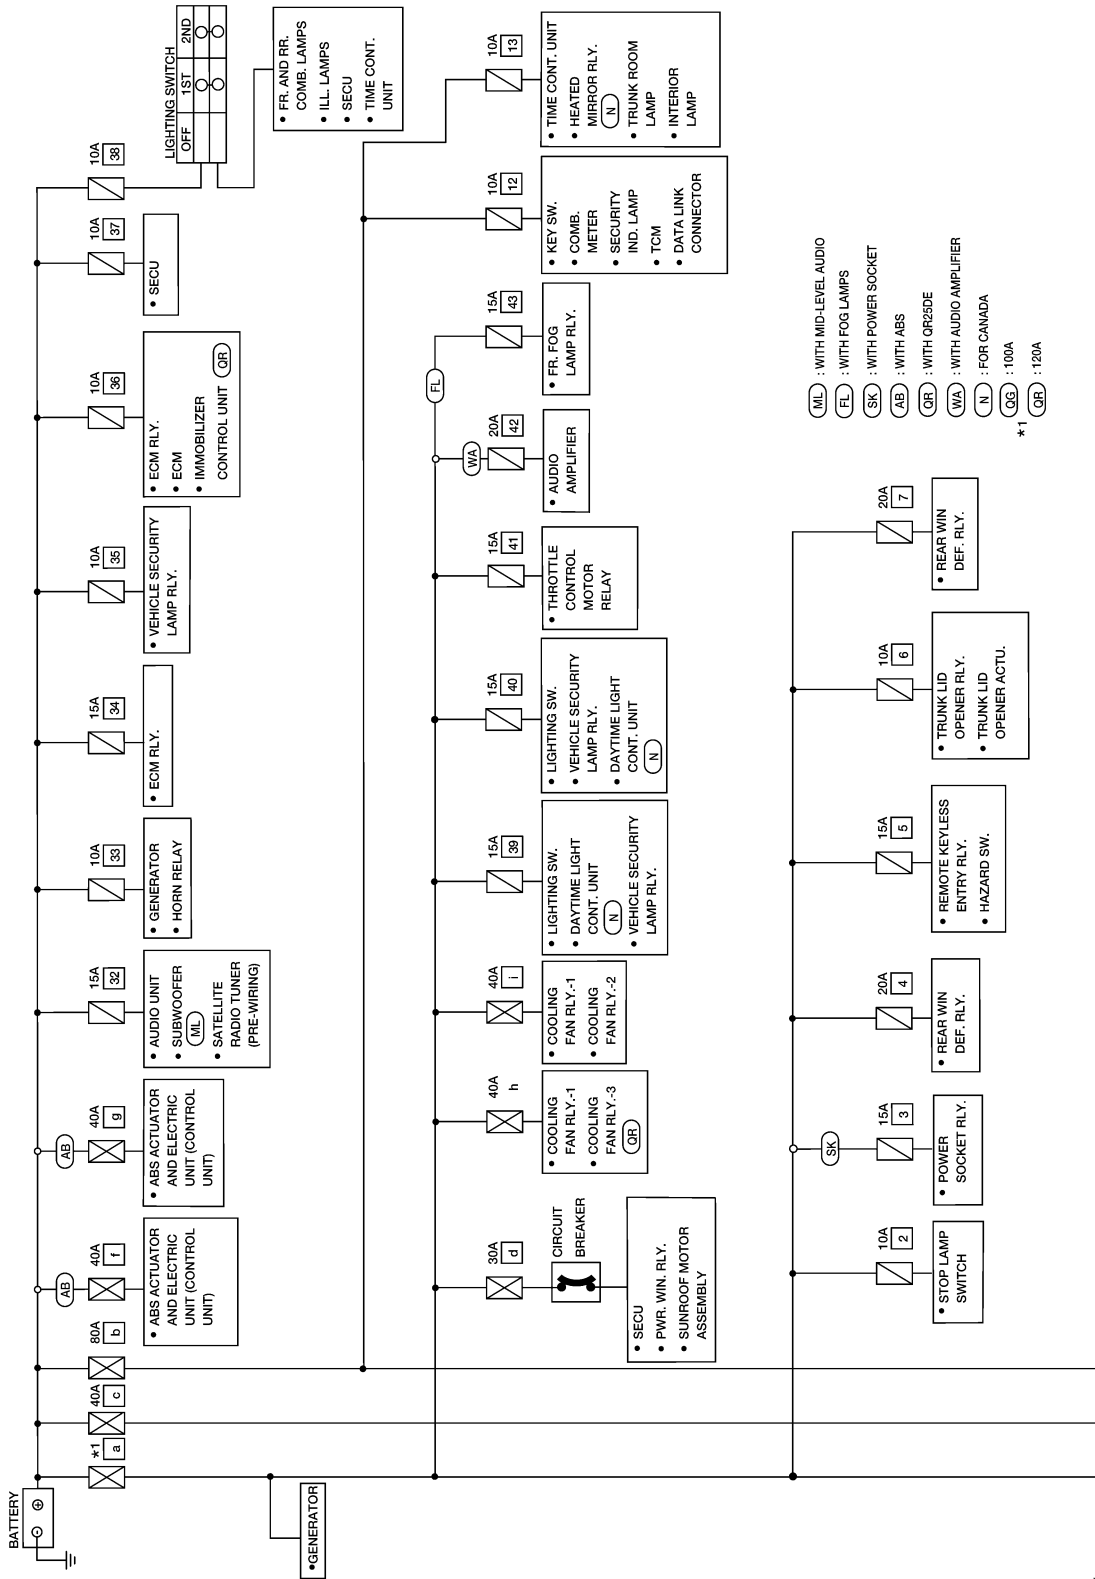 BATTERY
*1
a
40A
c
80A
b
AB
40A
f
• ABS ACTUATOR
AND ELECTRIC
UNIT (CONTROL
UNIT)
AB
40A
g
• ABS ACTUATOR
AND ELECTRIC
UNIT (CONTROL
UNIT)
15A
32
• AUDIO UNIT
• SUBWOOFER
ML
• SATELLITE
RADIO TUNER
(PRE-WIRING)
10A
33
• GENERATOR
• HORN RELAY
15A
34
• ECM RLY.
10A
35
• VEHICLE SECURITY
LAMP RLY.
10A
36
• ECM RLY.
• ECM
• IMMOBILIZER
CONTROL UNIT QR
10A
37
• SECU
10A
38
LIGHTING SWITCH
OFF 1ST 2ND
• FR. AND RR.
COMB. LAMPS
• ILL. LAMPS
• SECU
• TIME CONT.
UNIT
•GENERATOR
30A
d
CIRCUIT
BREAKER
• SECU
• PWR. WIN. RLY.
• SUNROOF MOTOR
ASSEMBLY
40A
h
• COOLING
FAN RLY.-1
• COOLING
FAN RLY.-3
QR
40A
i
• COOLING
FAN RLY.-1
• COOLING
FAN RLY.-2
15A
39
• LIGHTING SW.
• DAYTIME LIGHT
CONT. UNIT
N
• VEHICLE SECURITY
LAMP RLY.
15A
40
• LIGHTING SW.
• VEHICLE SECURITY
LAMP RLY.
• DAYTIME LIGHT
CONT. UNIT
N
15A
41
• THROTTLE
CONTROL
MOTOR
RELAY
WA
20A
42
• AUDIO
AMPLIFIER
FL
15A
43
• FR. FOG
LAMP RLY.
10A
12
• KEY SW.
• COMB.
METER
• SECURITY
IND. LAMP
• TCM
• DATA LINK
CONNECTOR
10A
13
• TIME CONT. UNIT
• HEATED
MIRROR RLY.
N
• TRUNK ROOM
LAMP
• INTERIOR
LAMP
10A
2
• STOP LAMP
SWITCH
SK
15A
3
• POWER
SOCKET RLY.
20A
4
• REAR WIN
DEF. RLY.
15A
5
• REMOTE KEYLESS
ENTRY RLY.
• HAZARD SW.
10A
6
• TRUNK LID
OPENER RLY.
• TRUNK LID
OPENER ACTU.
20A
7
• REAR WIN
DEF. RLY.
ML : WITH MID-LEVEL AUDIO
FL : WITH FOG LAMPS
SK : WITH POWER SOCKET
AB : WITH ABS
QR : WITH QR25DE
WA : WITH AUDIO AMPLIFIER
N : FOR CANADA
*1 QG : 100A
QR : 120A